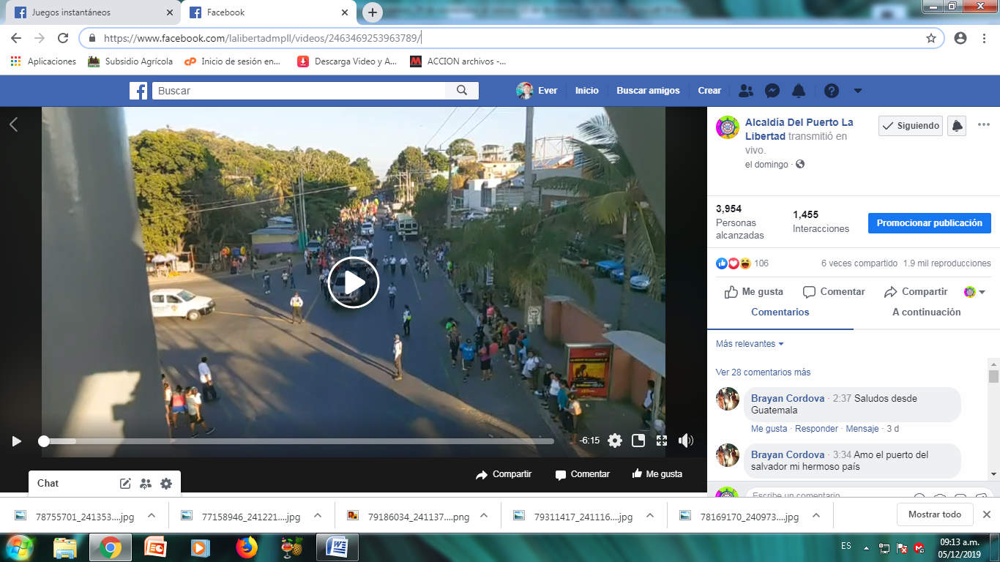 Juegos instantáneos
Facebook
https://www.facebook.com/lalibertadmpll/videos/2463469253963789/
Aplicaciones
Subsidio Agrícola
Inicio de sesión en...
Descarga Video y A...
ACCION archivos -...
Buscar
Ever
Inicio
Buscar amigos
Crear
Alcaldía Del Puerto La
Libertad transmitió en
vivo.
el domingo ·
Siguiendo
3,954
Personas
alcanzadas
1,455
Interacciones
Promocionar publicación
106
6 veces compartido 1.9 mil reproducciones
Me gusta
Comentar
Compartir
Comentarios
A continuación
Más relevantes
Ver 28 comentarios más
Brayan Cordova · 2:37 Saludos desde
Guatemala
Me gusta · Responder · Mensaje · 3 d
Brayan Cordova · 3:34 Amo el puerto del
salvador mi hermoso país
Escribe un comentario
-6:15
Compartir
Comentar
Me gusta
Chat
78755701_241353....jpg
77158946_241221....jpg
79186034_241137....png
79311417_241116....jpg
78169170_240973....jpg
Mostrar todo
ES
09:13 a.m.
05/12/2019